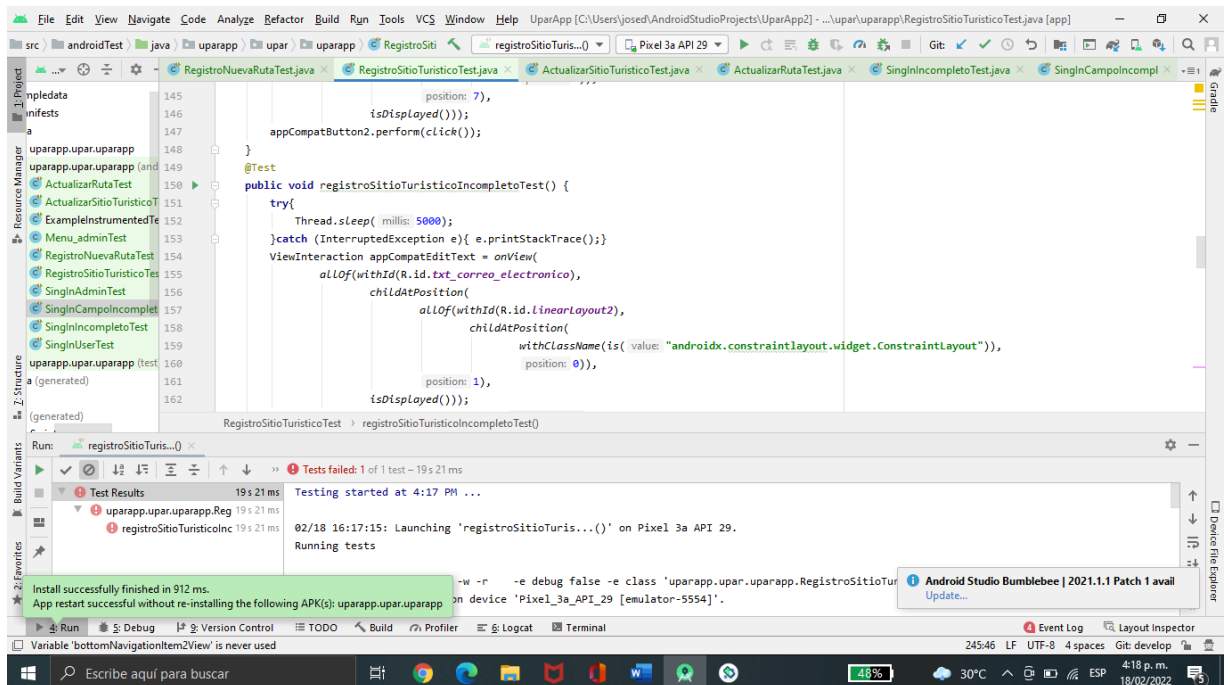 File Edit View Navigate Code Analyze Refactor Build Run Tools VCS Window Help UparApp [C:\Users\josed\AndroidStudioProjects\UparApp2] - ...\upar\uparapp\RegistroSitioTuristicoTest.java [app]
src androidTest java uparapp upar uparapp RegistroSiti registroSitioTuris...() Pixel 3a API 29 Git:
RegistroNuevaRutaTest.java RegistroSitioTuristicoTest.java ActualizarSitioTuristicoTest.java ActualizarRutaTest.java SingInIncompletoTest.java SingInCampoIncompl
1: Project
Resource Manager
7: Structure
Build Variants
2: Favorites
Gradle
Device File Explorer
mpledata
nifests
a
uparapp.upar.uparapp
uparapp.upar.uparapp (and
ActualizarRutaTest
ActualizarSitioTuristicoT
ExampleInstrumentedTe
Menu_adminTest
RegistroNuevaRutaTest
RegistroSitioTuristicoTes
SingInAdminTest
SingInCampoIncomplet
SingInIncompletoTest
SingInUserTest
uparapp.upar.uparapp (test
a (generated)
(generated)
145 position: 7),
146 isDisplayed()));
147 appCompatButton2.perform(click());
148 }
149 @Test
150 public void registroSitioTuristicoIncompletoTest() {
151 try{
152 Thread.sleep( millis: 5000);
153 }catch (InterruptedException e){ e.printStackTrace();}
154 ViewInteraction appCompatEditText = onView(
155 allOf(withId(R.id.txt_correo_electronico),
156 childAtPosition(
157 allOf(withId(R.id.linearLayout2),
158 childAtPosition(
159 withClassName(is( value: "androidx.constraintlayout.widget.ConstraintLayout")),
160 position: 0)),
161 position: 1),
162 isDisplayed()));
RegistroSitioTuristicoTest > registroSitioTuristicoIncompletoTest()
Run: registroSitioTuris...()
Tests failed: 1 of 1 test – 19 s 21 ms
Test Results 19 s 21 ms
uparapp.upar.uparapp.Reg 19 s 21 ms
registroSitioTuristicoInc 19 s 21 ms
Testing started at 4:17 PM ...
02/18 16:17:15: Launching 'registroSitioTuris...()' on Pixel 3a API 29.
Running tests
-w -r -e debug false -e class 'uparapp.upar.uparapp.RegistroSitioTur
on device 'Pixel_3a_API_29 [emulator-5554]'.
Install successfully finished in 912 ms.
App restart successful without re-installing the following APK(s): uparapp.upar.uparapp
Android Studio Bumblebee | 2021.1.1 Patch 1 avail
Update...
4: Run 5: Debug 9: Version Control TODO Build Profiler 6: Logcat Terminal 4 Event Log Layout Inspector
Variable 'bottomNavigationItem2View' is never used 245:46 LF UTF-8 4 spaces Git: develop
Escribe aquí para buscar 48% 30°C ESP 4:18 p. m.
18/02/2022